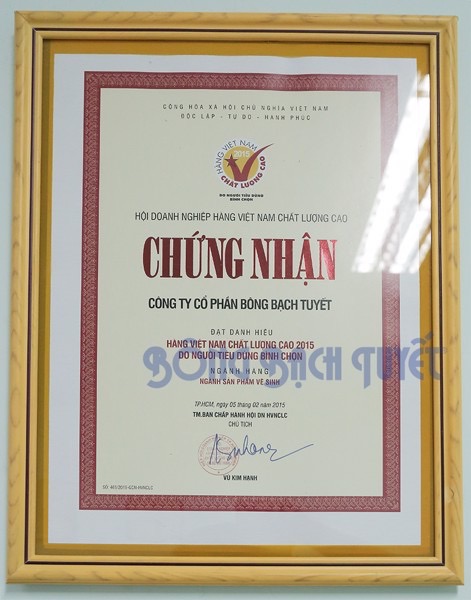 CỘNG HÒA XÃ HỘI CHỦ NGHĨA VIỆT NAM
ĐỘC LẬP - TỰ DO - HẠNH PHÚC
HÀNG VIỆT NAM
2015
CHẤT LƯỢNG CAO
DO NGƯỜI TIÊU DÙNG
BÌNH CHỌN
HỘI DOANH NGHIỆP HÀNG VIỆT NAM CHẤT LƯỢNG CAO
CHỨNG NHẬN
CÔNG TY CỔ PHẦN BÔNG BẠCH TUYẾT
ĐẠT DANH HIỆU
HÀNG VIỆT NAM CHẤT LƯỢNG CAO 2015
DO NGƯỜI TIÊU DÙNG BÌNH CHỌN
BÔNG BẠCH TUYẾT
NGÀNH HÀNG
NGÀNH SẢN PHẨM VỆ SINH
TP.HCM, ngày 05 tháng 02 năm 2015
TM.BAN CHẤP HÀNH HỘI DN HVNCLC
CHỦ TỊCH
VŨ KIM HẠNH